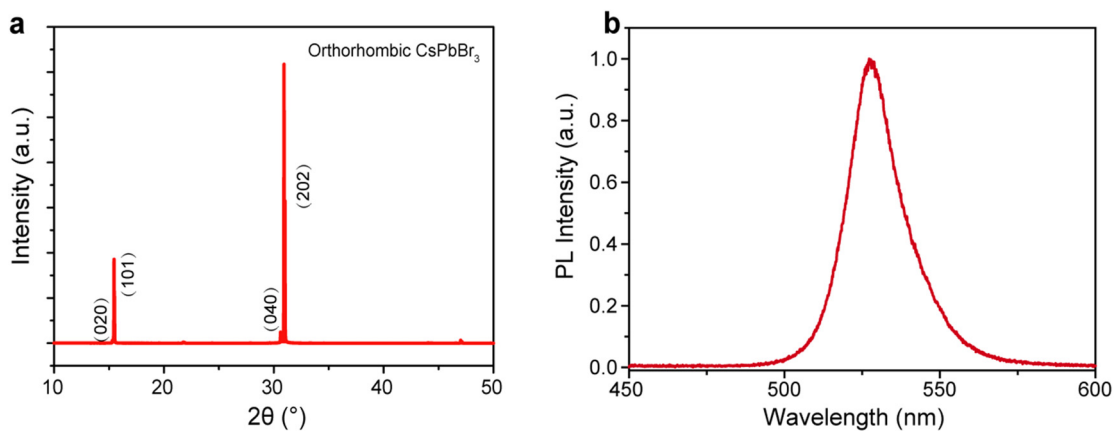 a
Orthorhombic CsPbBr₃
Intensity (a.u.)
(020)
(101)
(040)
(202)
10 20 30 40 50
2θ (°)
b
PL Intensity (a.u.)
1.0
0.8
0.6
0.4
0.2
0.0
450 500 550 600
Wavelength (nm)